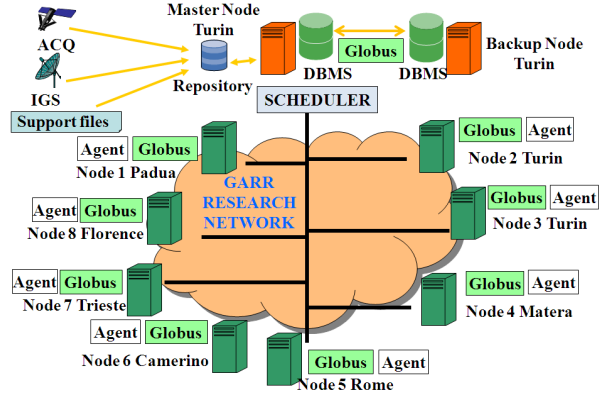 Master Node
Turin
ACQ
IGS
Support files
Repository
DBMS
Globus
DBMS
Backup Node
Turin
SCHEDULER
Agent
Globus
Node 1 Padua
Globus
Agent
Node 2 Turin
GARR
RESEARCH
NETWORK
Agent
Globus
Node 8 Florence
Globus
Agent
Node 3 Turin
Agent
Globus
Node 7 Trieste
Globus
Agent
Node 4 Matera
Agent
Globus
Node 6 Camerino
Globus
Agent
Node 5 Rome